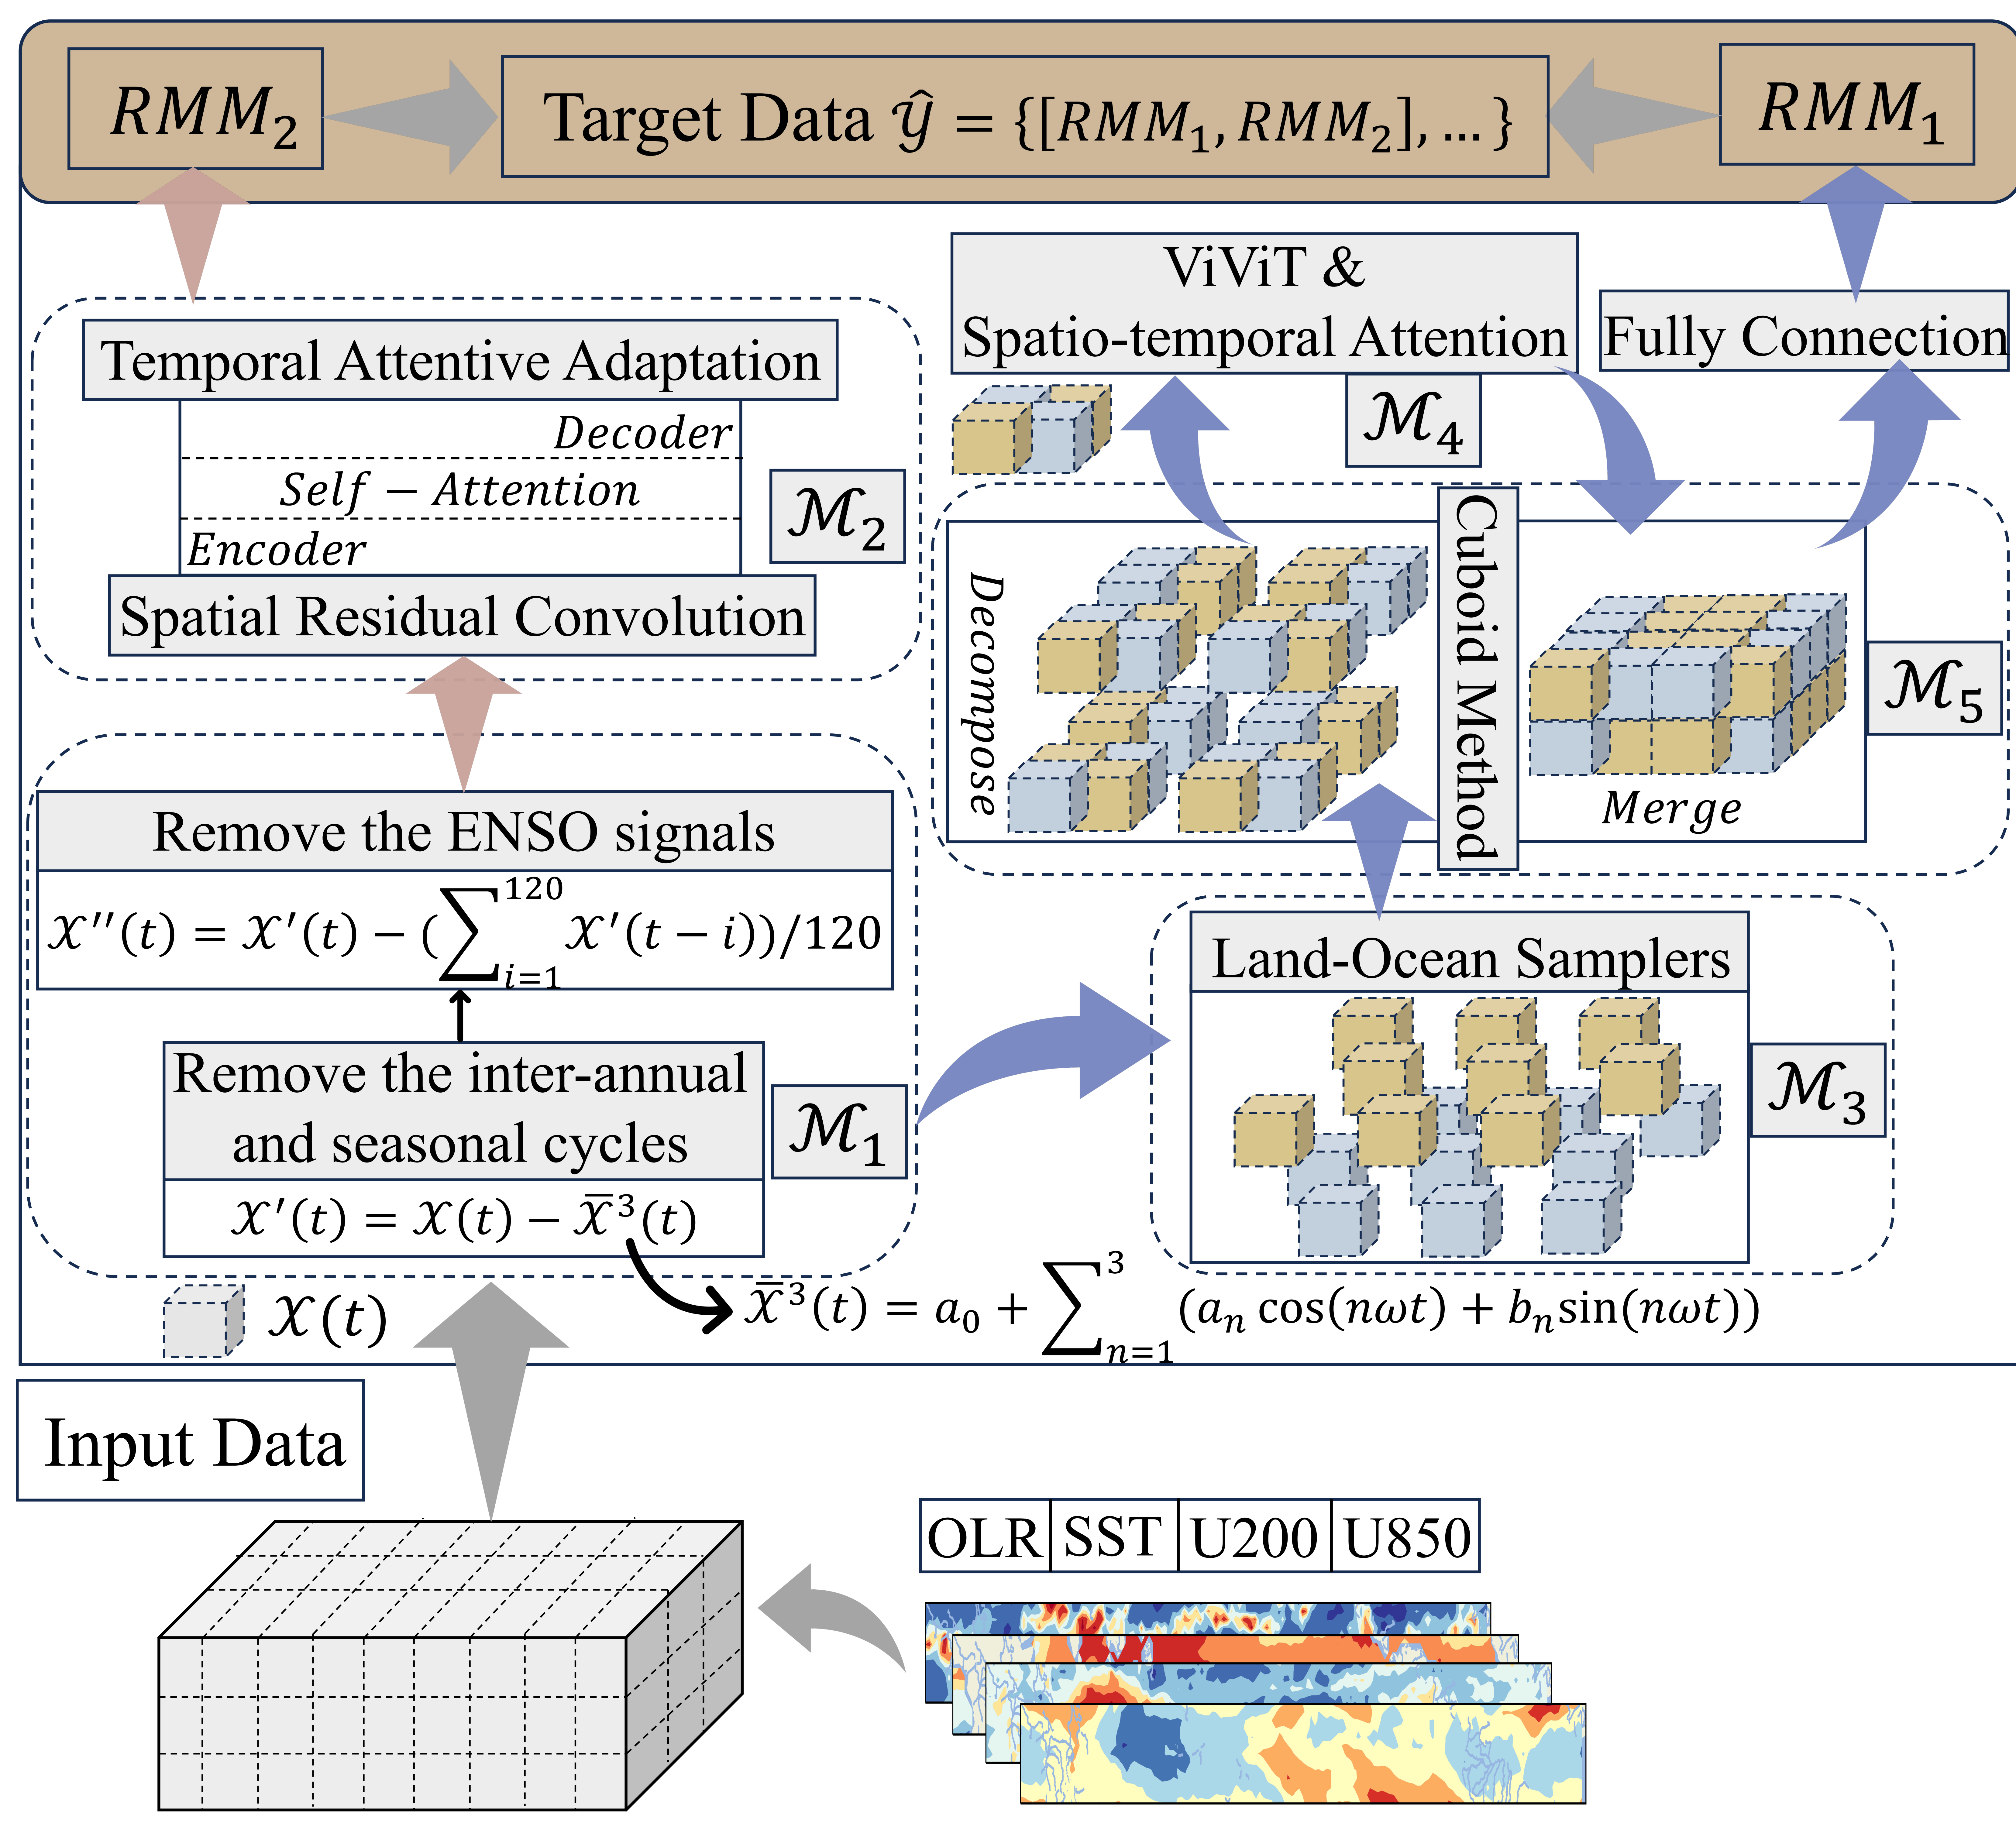 RMM₂
Target Data Ŷ = {[RMM₁, RMM₂], ... }
RMM₁
ViViT &
Spatio-temporal Attention
ℳ₄
Fully Connection
Temporal Attentive Adaptation
Decoder
Self − Attention
Encoder
Spatial Residual Convolution
ℳ₂
Decompose
Cuboid Method
Merge
ℳ₅
Remove the ENSO signals
𝒳′′(t) = 𝒳′(t) − (∑_{i=1}^{120} 𝒳′(t − i))/120
Remove the inter-annual
and seasonal cycles
𝒳′(t) = 𝒳(t) − 𝒳̅³(t)
ℳ₁
Land-Ocean Samplers
ℳ₃
𝒳(t)
𝒳̅³(t) = a₀ + ∑_{n=1}^{3} (aₙ cos(nωt) + bₙsin(nωt))
Input Data
OLR SST U200 U850